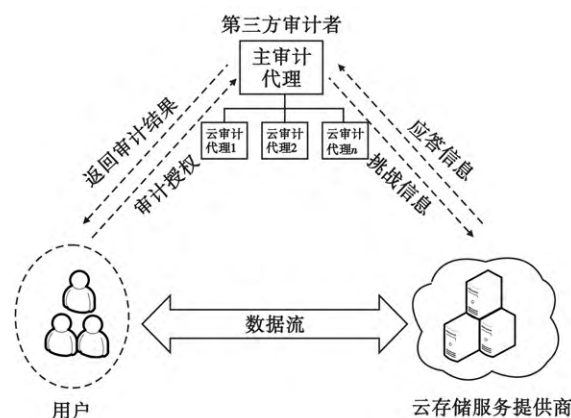 第三方审计者
主审计
代理
云审计
代理1
云审计
代理2
云审计
代理n
返回审计结果
审计授权
挑战信息
应答信息
数据流
用户
云存储服务提供商